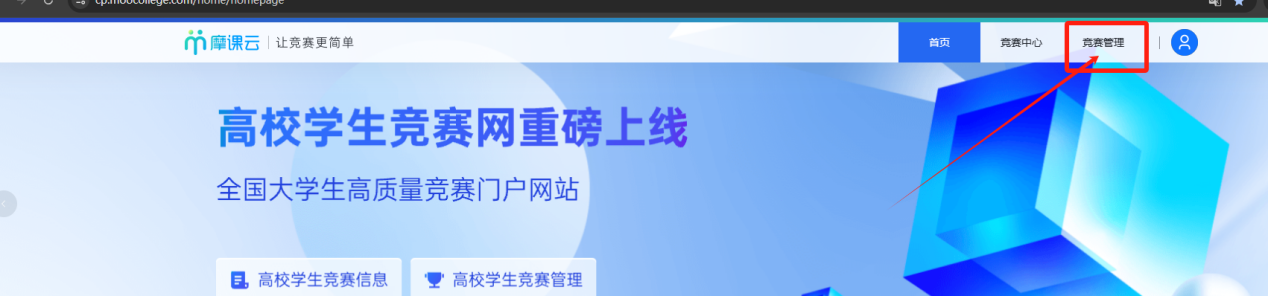 cp.moocollege.com/home/homepage
摩课云 让竞赛更简单 首页 竞赛中心 竞赛管理
高校学生竞赛网重磅上线
全国大学生高质量竞赛门户网站
高校学生竞赛信息 高校学生竞赛管理